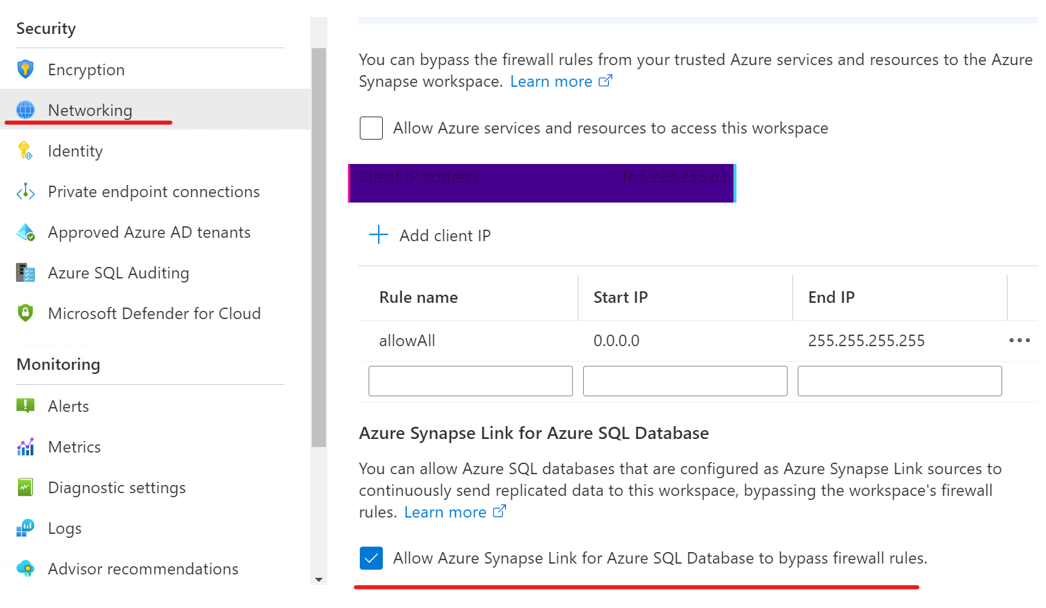 Security
Encryption
Networking
Identity
Private endpoint connections
Approved Azure AD tenants
Azure SQL Auditing
Microsoft Defender for Cloud
Monitoring
Alerts
Metrics
Diagnostic settings
Logs
Advisor recommendations
You can bypass the firewall rules from your trusted Azure services and resources to the Azure
Synapse workspace. Learn more
Allow Azure services and resources to access this workspace
Client IP address
Add client IP
Rule name Start IP End IP
allowAll 0.0.0.0 255.255.255.255
Azure Synapse Link for Azure SQL Database
You can allow Azure SQL databases that are configured as Azure Synapse Link sources to
continuously send replicated data to this workspace, bypassing the workspace's firewall
rules. Learn more
Allow Azure Synapse Link for Azure SQL Database to bypass firewall rules.